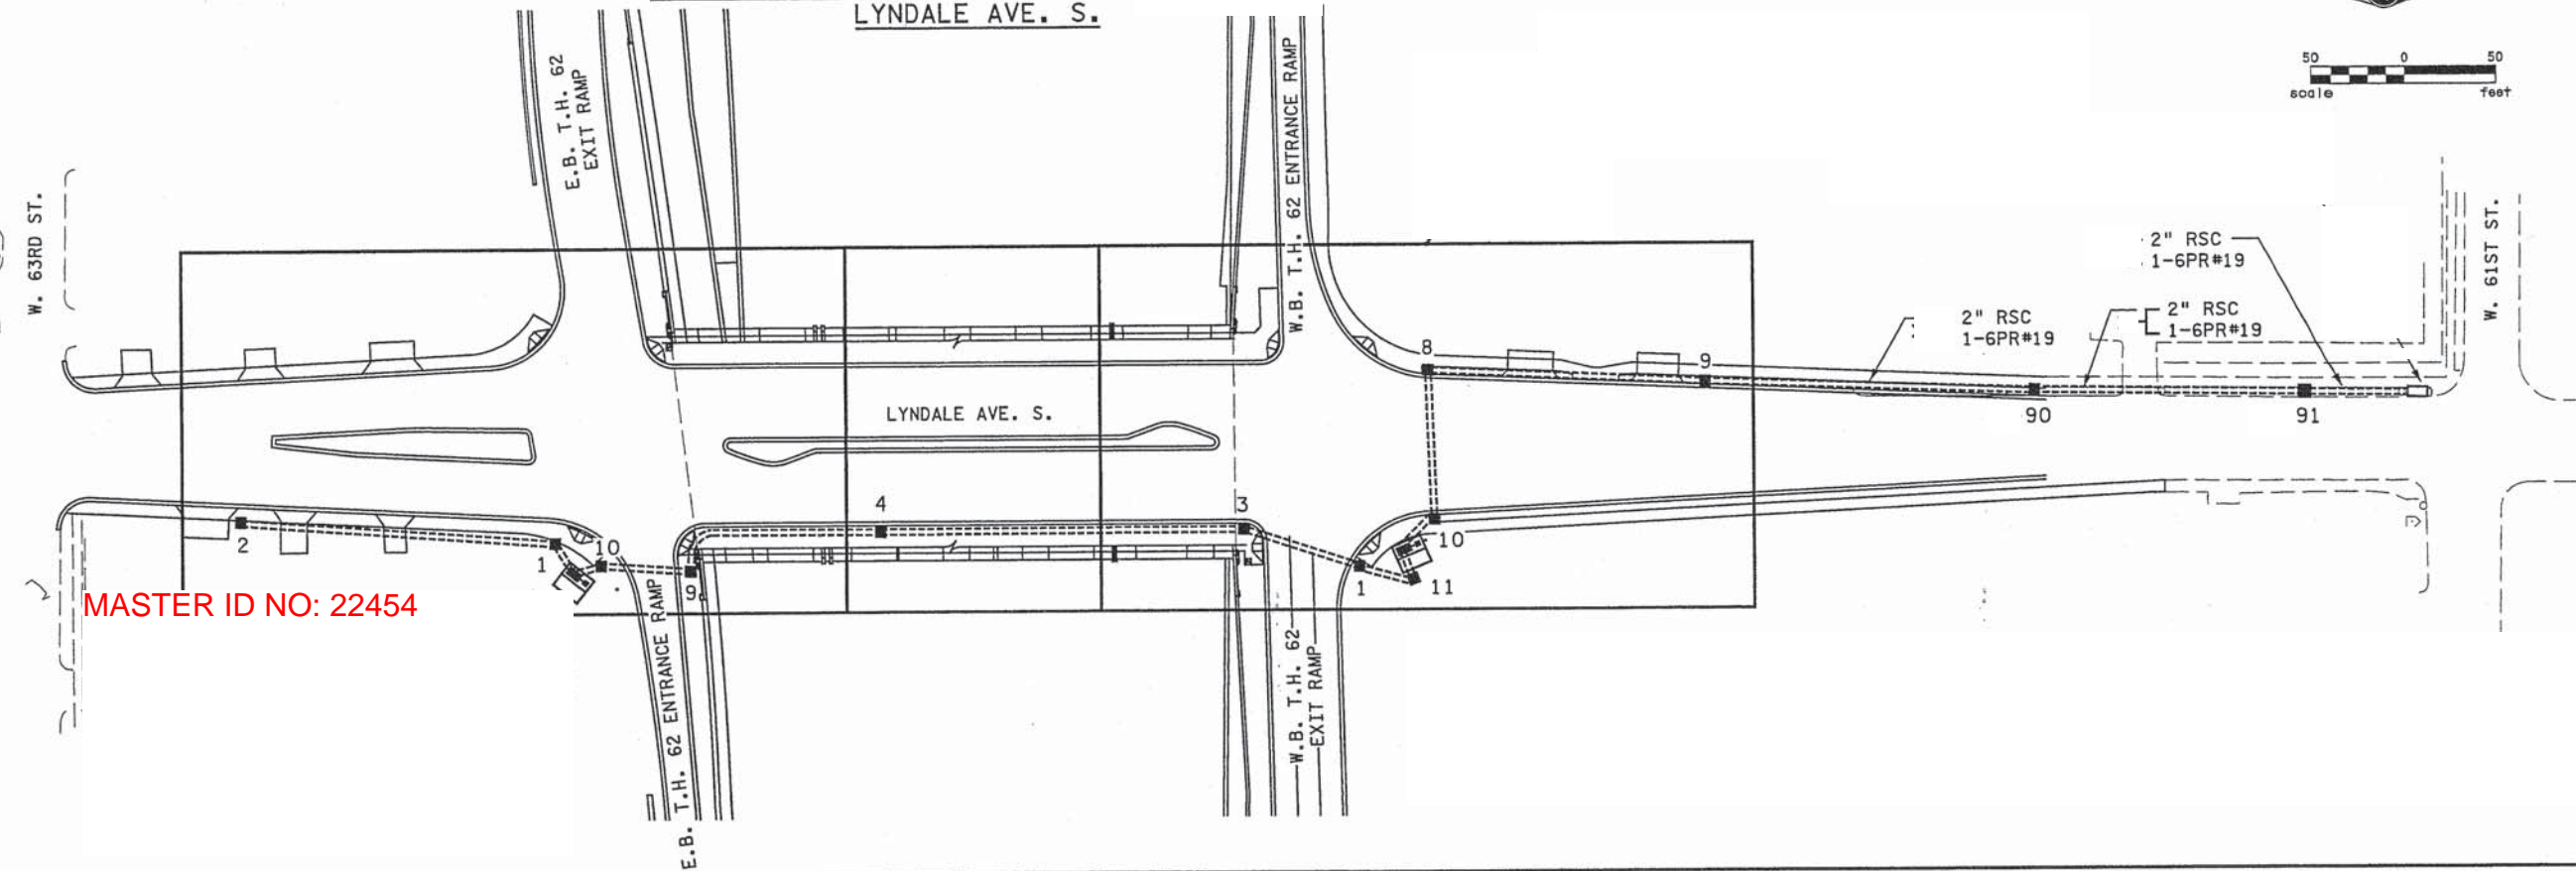 LYNDALE AVE. S.
50 0 50
scale feet
E.B. T.H. 62
EXIT RAMP
W.B. T.H. 62 ENTRANCE RAMP
W. 63RD ST.
W. 61ST ST.
2" RSC
1-6PR#19
2" RSC
1-6PR#19
2" RSC
1-6PR#19
8
9
90
91
LYNDALE AVE. S.
4
3
2
1
10
9
1
10
11
MASTER ID NO: 22454
E.B. T.H. 62 ENTRANCE RAMP
W.B. T.H. 62
EXIT RAMP